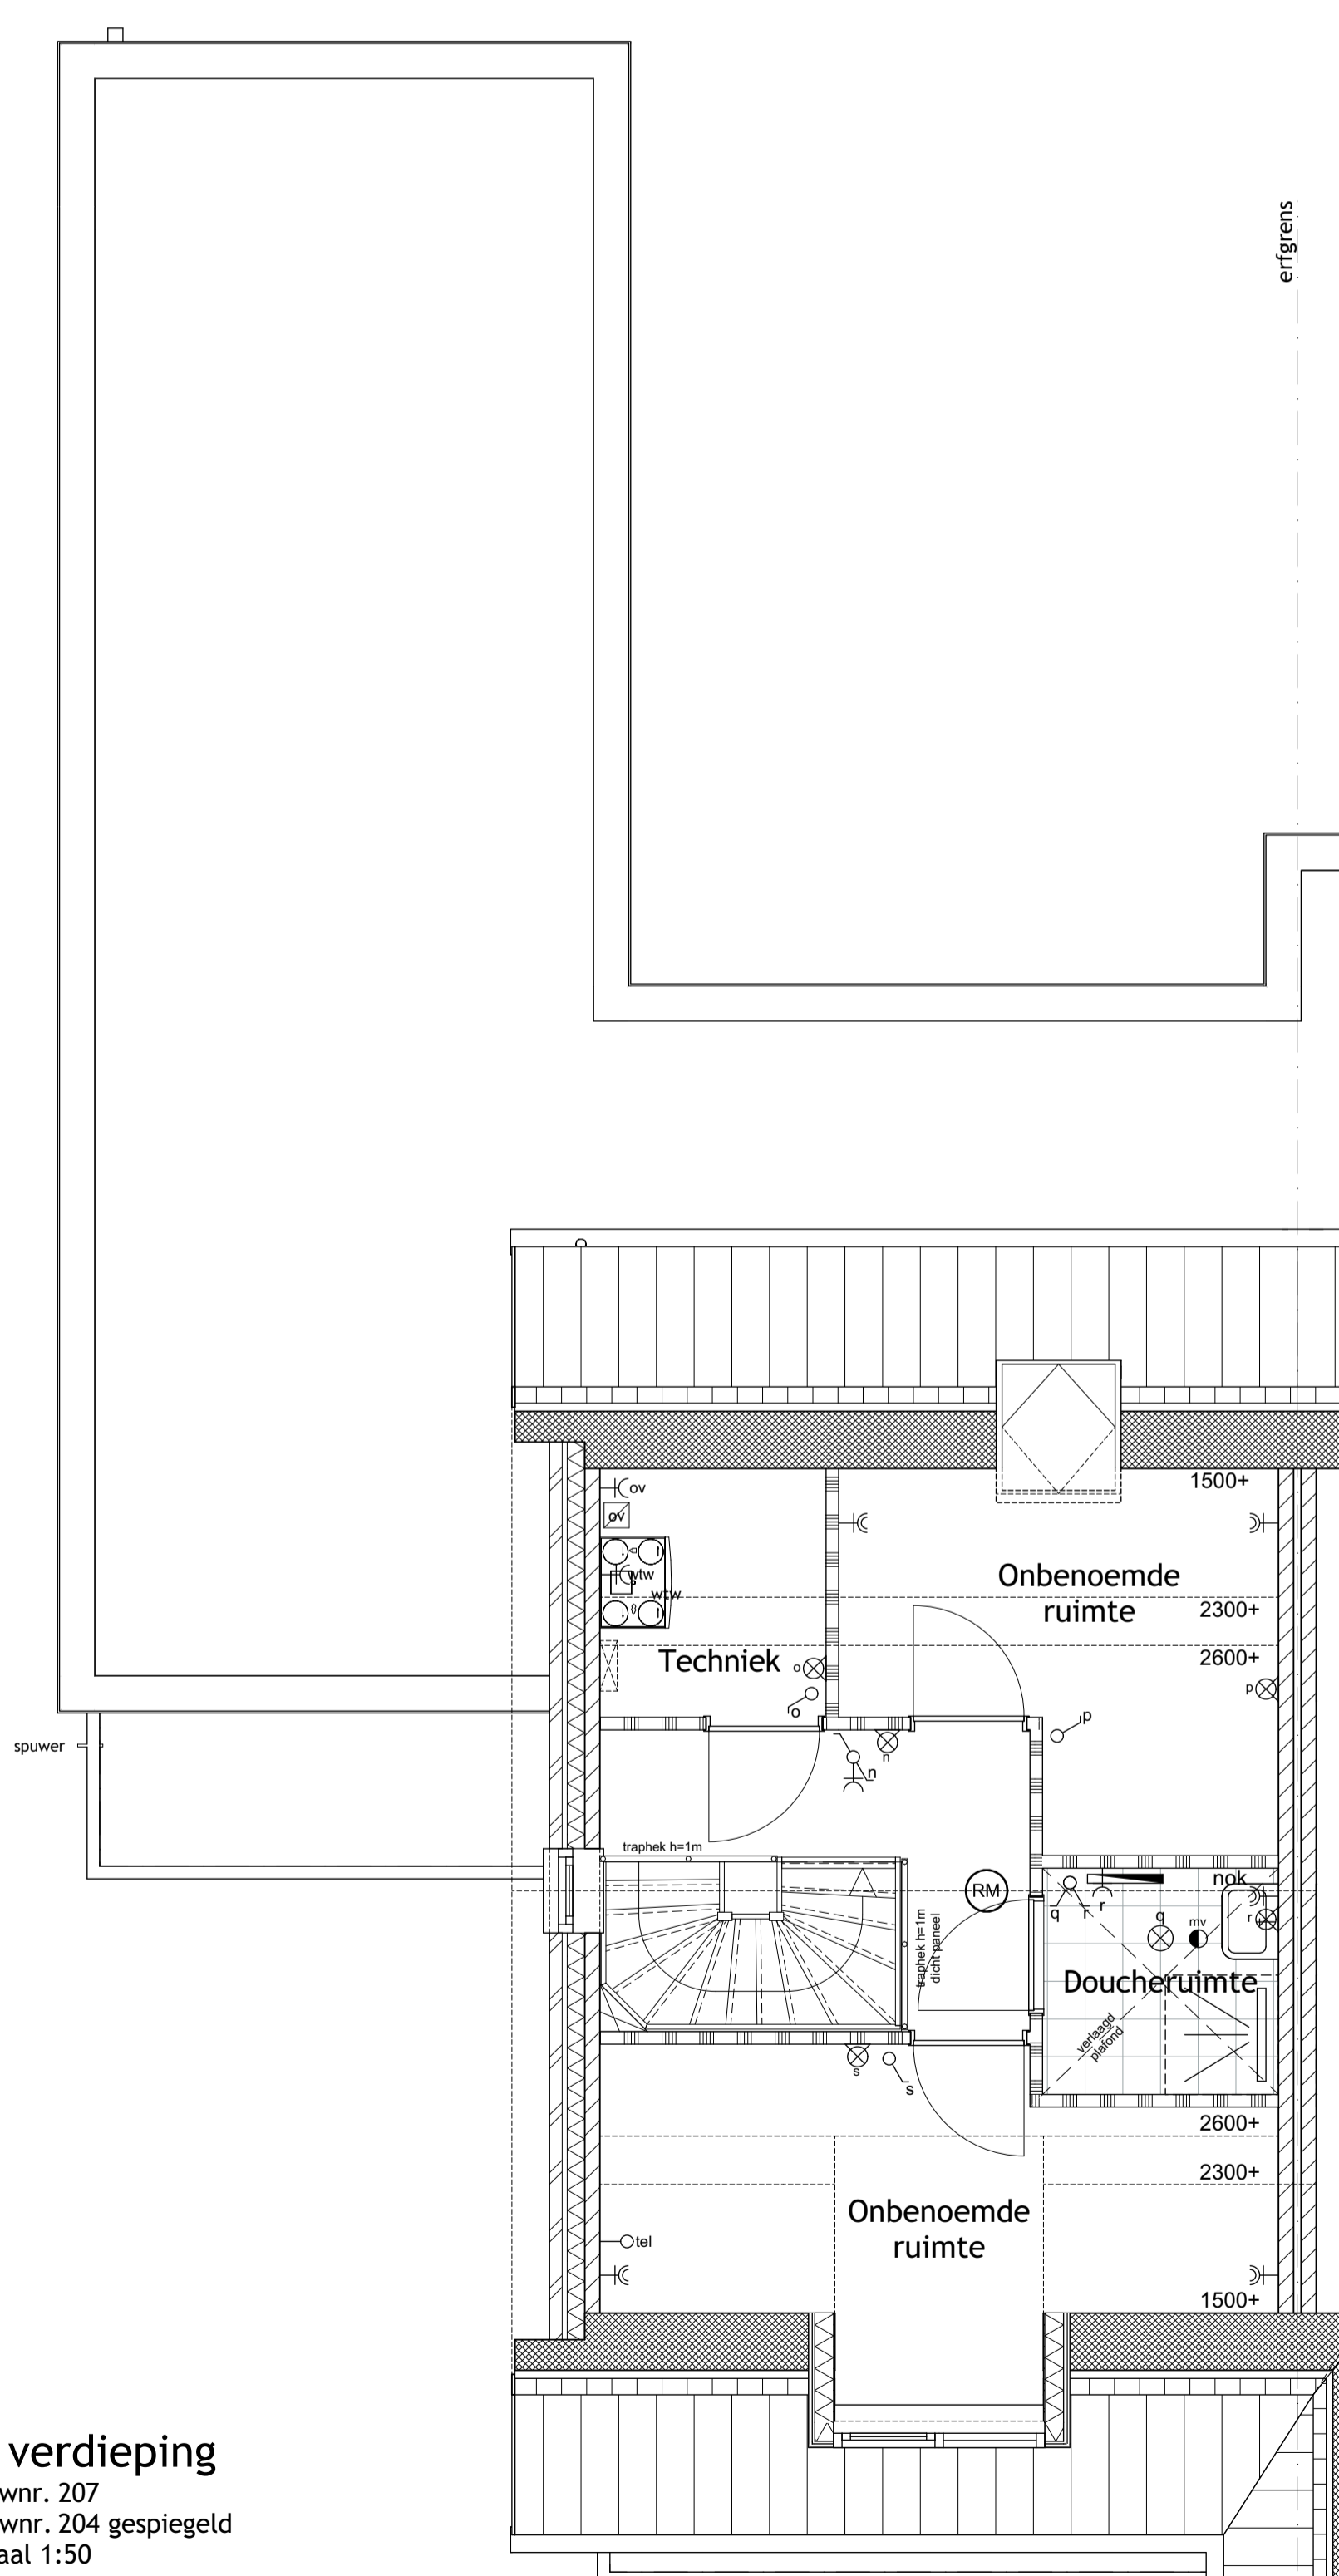 erfgrens
1500+
ov
ov
Onbenoemde
ruimte
wtw
wtw
2300+
2600+
Techniek
o
o
p
p
n
n
spuwer
traphek h=1m
RM
nok
q
r
r
q
mv
r
traphek h=1m
dicht paneel
Doucheruimte
verlaagd
plafond
s
s
2600+
2300+
Onbenoemde
ruimte
tel
1500+
verdieping
wnr. 207
wnr. 204 gespiegeld
aal 1:50